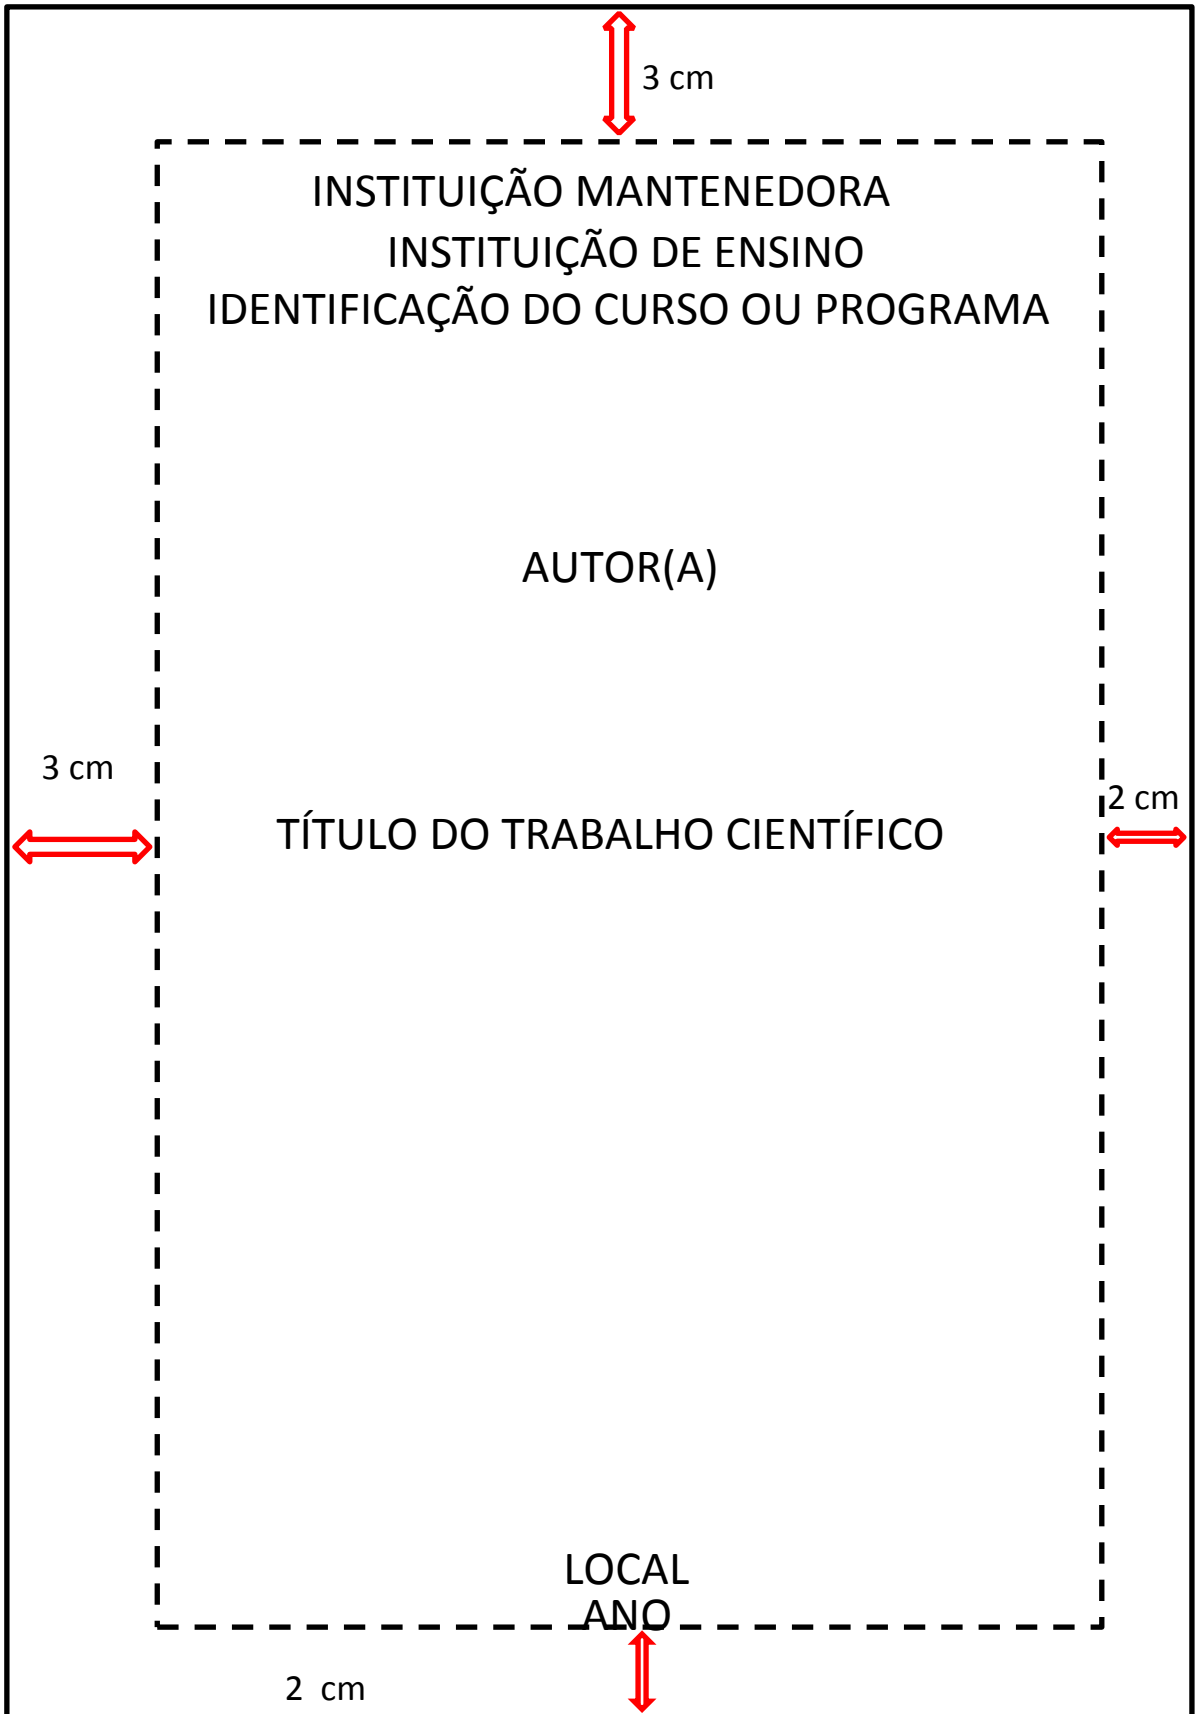 3 cm
INSTITUIÇÃO MANTENEDORA
INSTITUIÇÃO DE ENSINO
IDENTIFICAÇÃO DO CURSO OU PROGRAMA
AUTOR(A)
3 cm
2 cm
TÍTULO DO TRABALHO CIENTÍFICO
LOCAL
ANO
2 cm